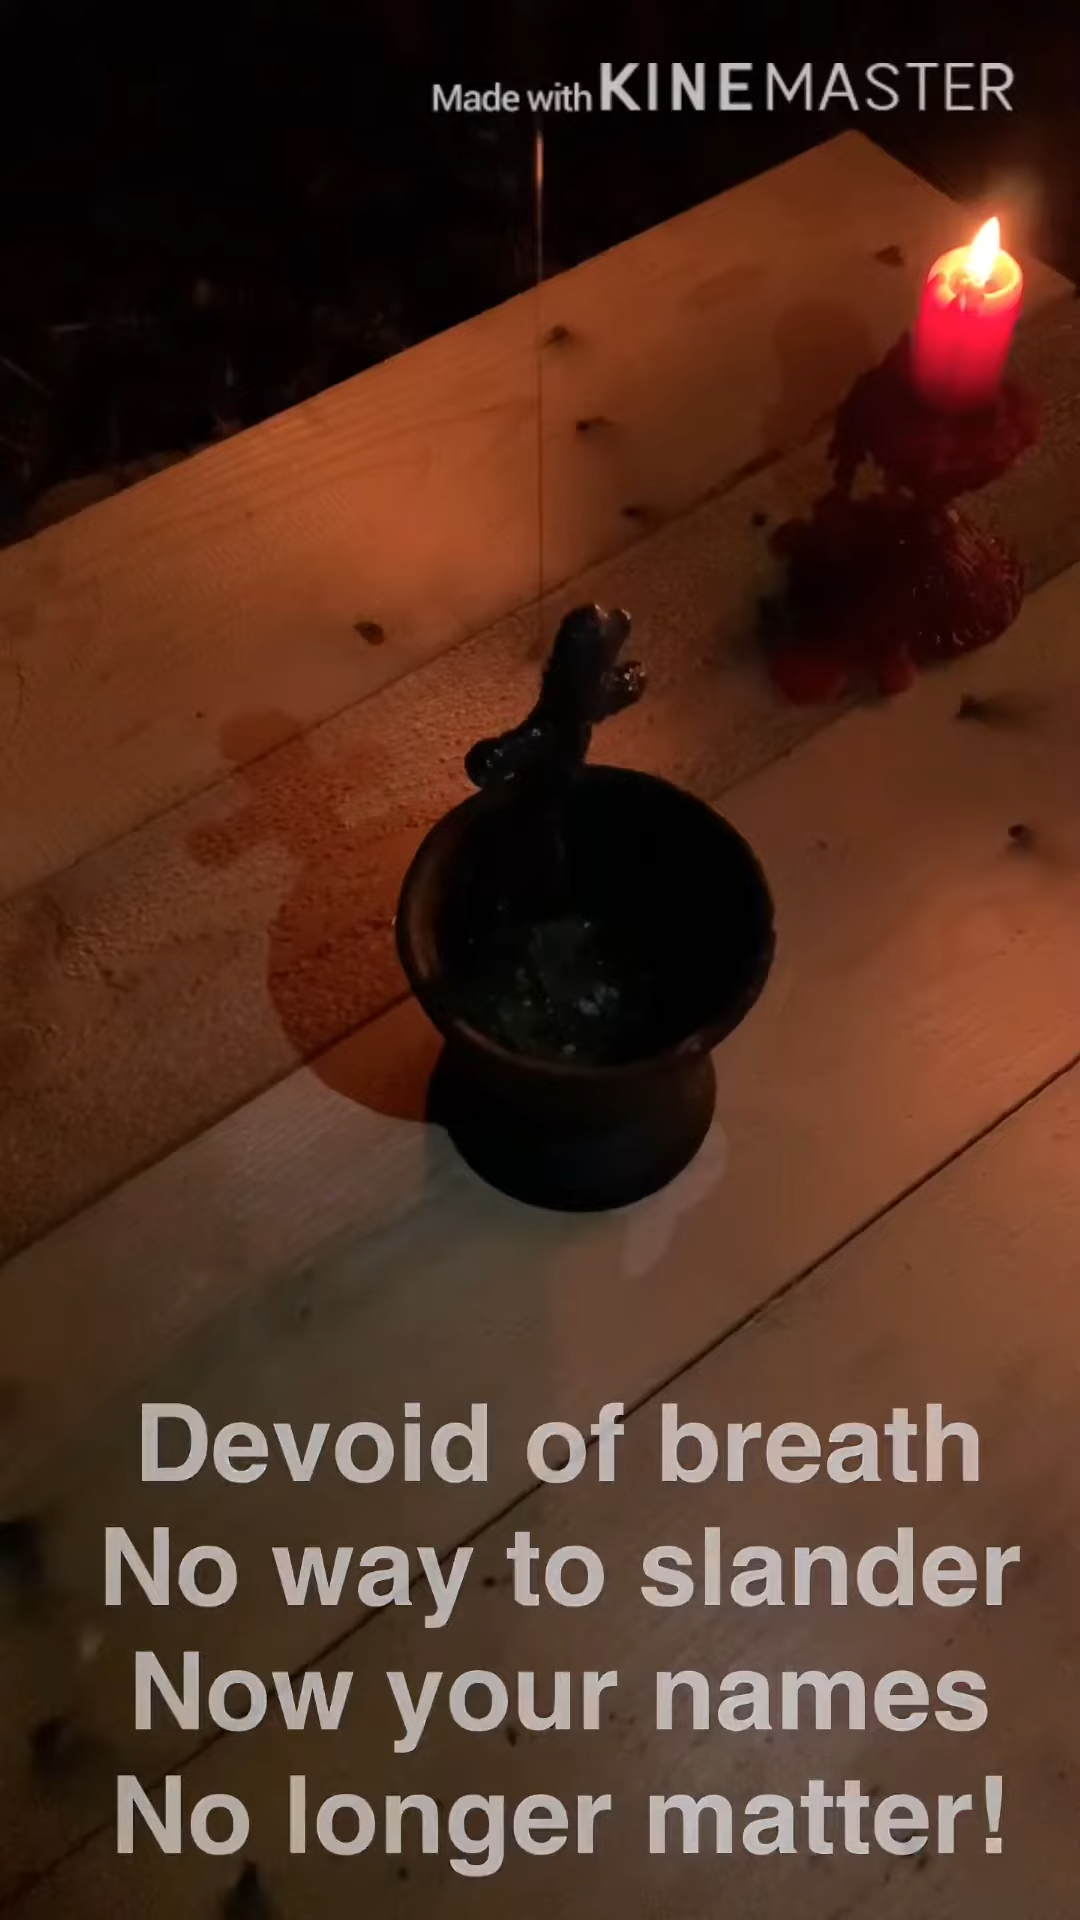 Made with KINEMASTER
Devoid of breath
No way to slander
Now your names
No longer matter!